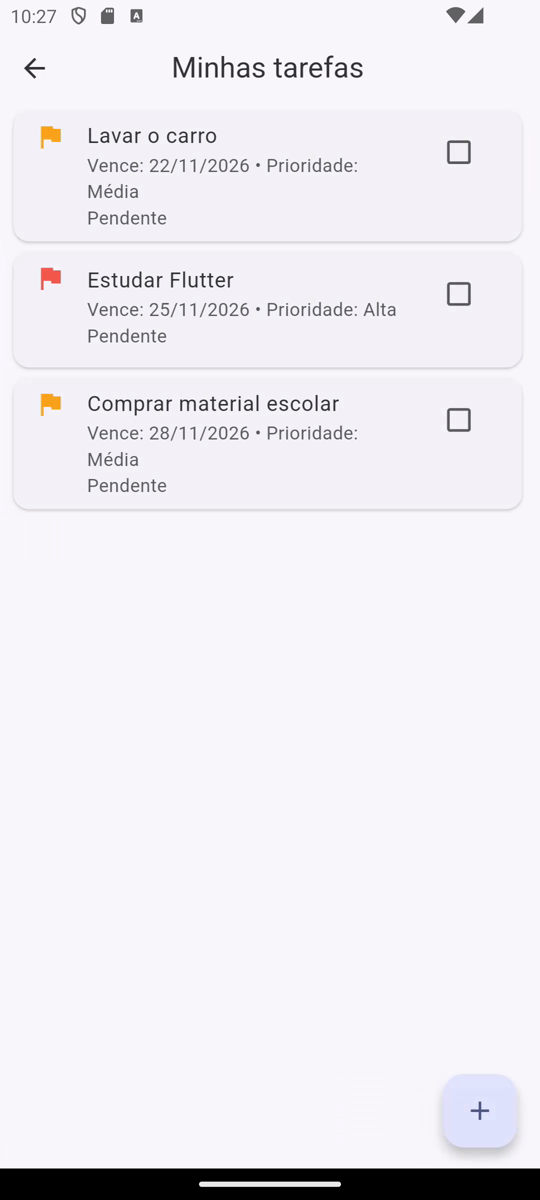 10:27
Minhas tarefas
Lavar o carro
Vence: 22/11/2026 • Prioridade:
Média
Pendente
Estudar Flutter
Vence: 25/11/2026 • Prioridade: Alta
Pendente
Comprar material escolar
Vence: 28/11/2026 • Prioridade:
Média
Pendente